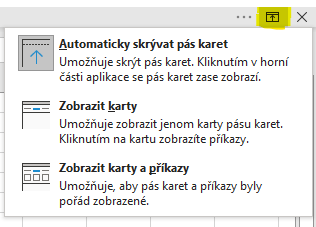 Automaticky skrývat pás karet
Umožňuje skrýt pás karet. Kliknutím v horní
části aplikace se pás karet zase zobrazí.
Zobrazit karty
Umožňuje zobrazit jenom karty pásu karet.
Kliknutím na kartu zobrazíte příkazy.
Zobrazit karty a příkazy
Umožňuje, aby pás karet a příkazy byly
pořád zobrazené.